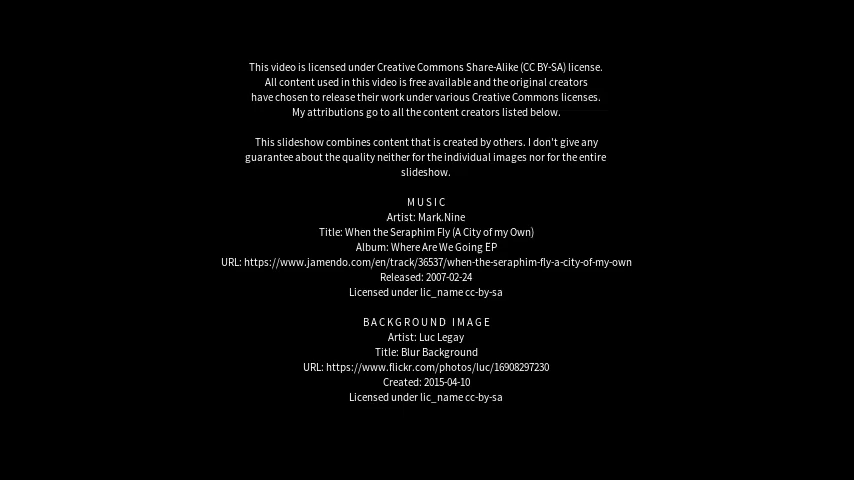 This video is licensed under Creative Commons Share-Alike (CC BY-SA) license.
All content used in this video is free available and the original creators
have chosen to release their work under various Creative Commons licenses.
My attributions go to all the content creators listed below.
This slideshow combines content that is created by others. I don't give any
guarantee about the quality neither for the individual images nor for the entire
slideshow.
MUSIC
Artist: Mark.Nine
Title: When the Seraphim Fly (A City of my Own)
Album: Where Are We Going EP
URL: https://www.jamendo.com/en/track/36537/when-the-seraphim-fly-a-city-of-my-own
Released: 2007-02-24
Licensed under lic_name cc-by-sa
BACKGROUND IMAGE
Artist: Luc Legay
Title: Blur Background
URL: https://www.flickr.com/photos/luc/16908297230
Created: 2015-04-10
Licensed under lic_name cc-by-sa